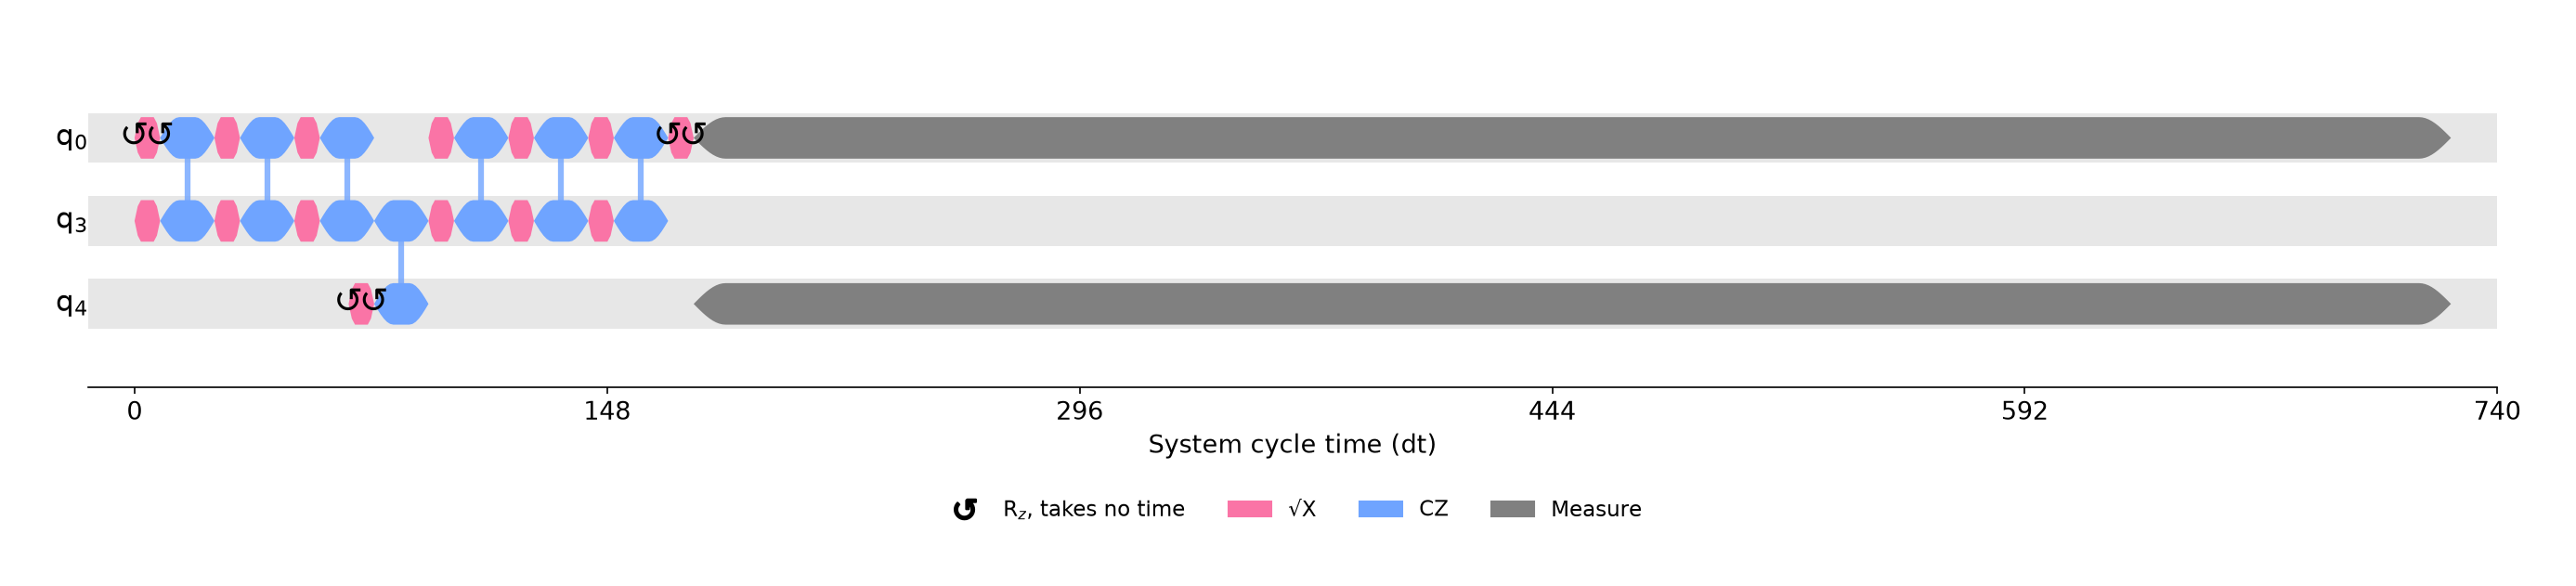 q0
q3
q4
0 148 296 444 592 740
System cycle time (dt)
Rz, takes no time √X CZ Measure